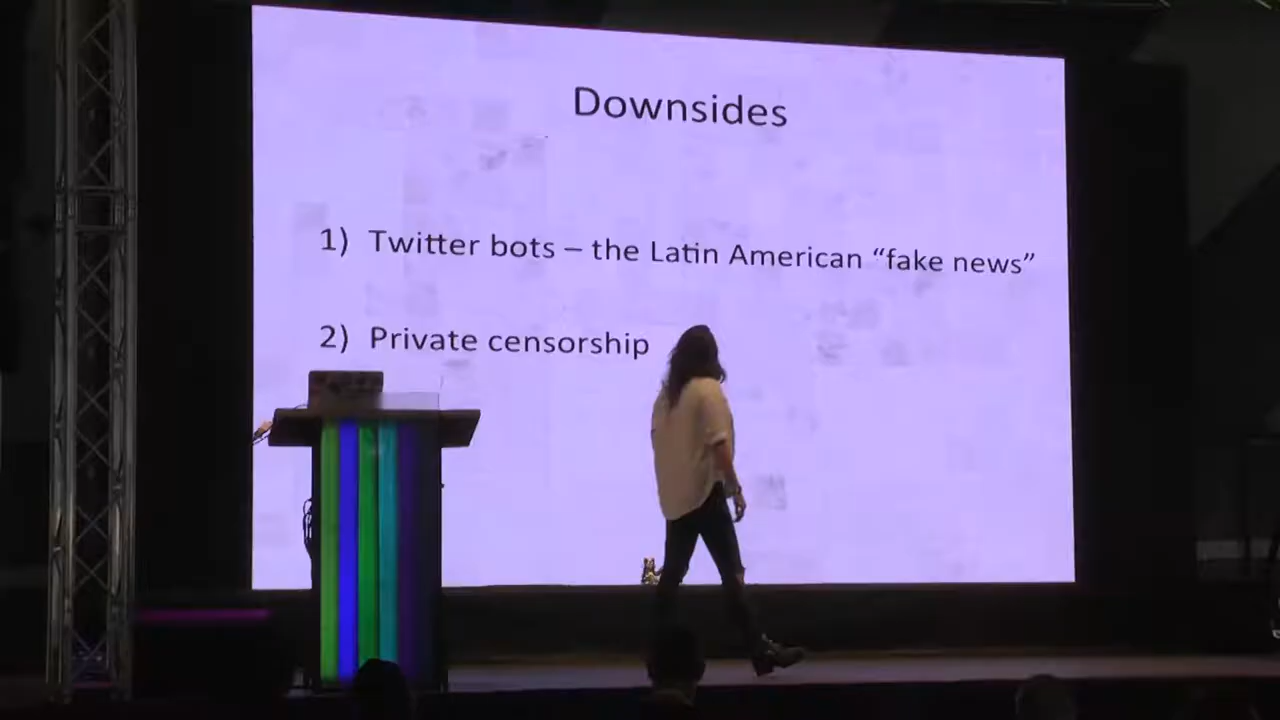 Downsides
1) Twitter bots – the Latin American “fake news”
2) Private censorship